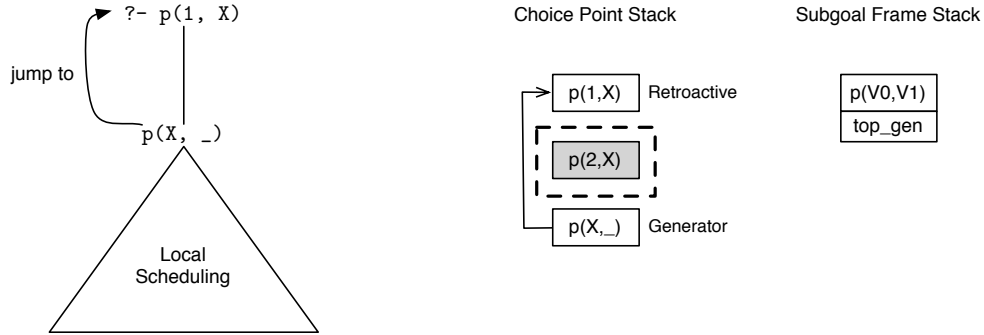 ?- p(1, X)
jump to
p(X, _)
Local
Scheduling
Choice Point Stack
p(1,X) Retroactive
p(2,X)
p(X,_) Generator
Subgoal Frame Stack
p(V0,V1)
top_gen